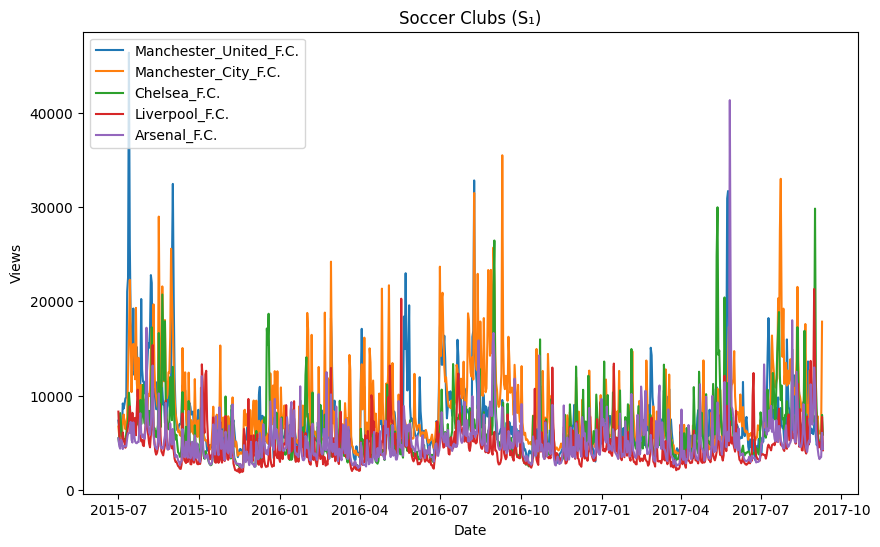 Soccer Clubs (S₁)
Manchester_United_F.C.
Manchester_City_F.C.
Chelsea_F.C.
Liverpool_F.C.
Arsenal_F.C.
Views
40000
30000
20000
10000
0
2015-07 2015-10 2016-01 2016-04 2016-07 2016-10 2017-01 2017-04 2017-07 2017-10
Date